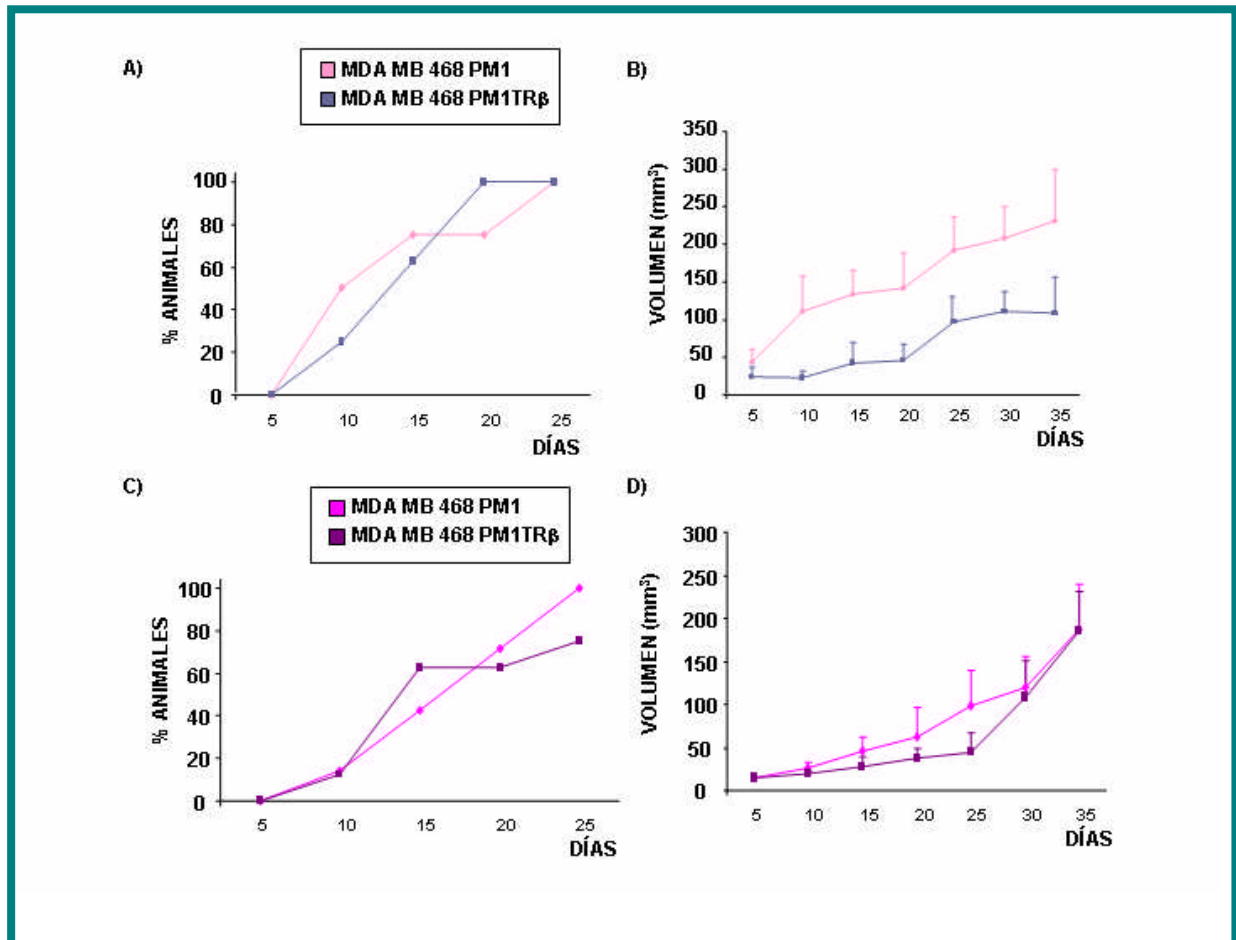 A)
MDA MB 468 PM1
MDA MB 468 PM1TRβ
% ANIMALES
100
80
60
40
20
0
5 10 15 20 25
DÍAS
B)
VOLUMEN (mm³)
350
300
250
200
150
100
50
0
5 10 15 20 25 30 35
DÍAS
C)
MDA MB 468 PM1
MDA MB 468 PM1TRβ
% ANIMALES
100
80
60
40
20
0
5 10 15 20 25
DÍAS
D)
VOLUMEN (mm³)
300
250
200
150
100
50
0
5 10 15 20 25 30 35
DÍAS